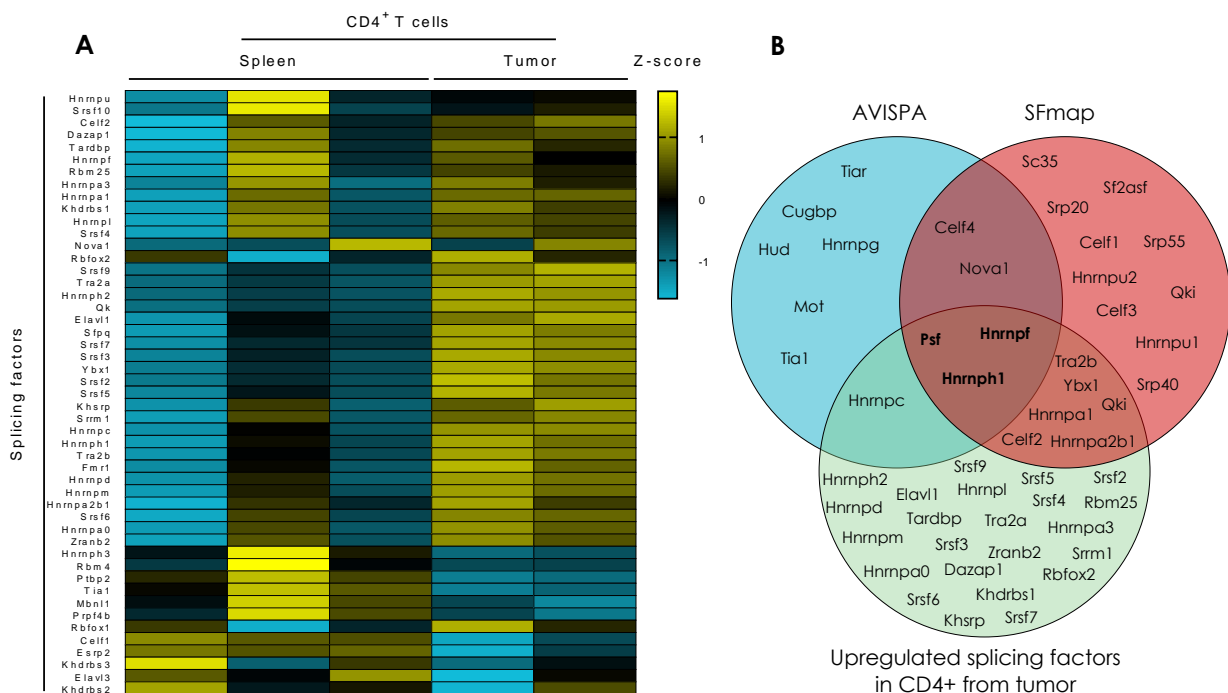 A
CD4+ T cells
Spleen
Tumor
Z-score
Splicing factors
Hnrnpu
Srsf10
Celf2
Dazap1
Tardbp
Hnrnpf
Rbm25
Hnrnpa3
Hnrnpa1
Khdrbs1
Hnrnpl
Srsf4
Nova1
Rbfox2
Srsf9
Tra2a
Hnrnph2
Qk
Elavl1
Sfpq
Srsf7
Srsf3
Ybx1
Srsf2
Srsf5
Khsrp
Srrm1
Hnrnpc
Hnrnph1
Tra2b
Fmr1
Hnrnpd
Hnrnpm
Hnrnpa2b1
Srsf6
Hnrnpa0
Zranb2
Hnrnph3
Rbm4
Ptbp2
Tia1
Mbnl1
Prpf4b
Rbfox1
Celf1
Esrp2
Khdrbs3
Elavl3
Khdrbs2
1
0
-1
B
AVISPA
SFmap
Tiar
Cugbp
Hud
Hnrnpg
Mot
Tia1
Celf4
Nova1
Sc35
Sf2asf
Srp20
Celf1
Srp55
Hnrnpu2
Qki
Celf3
Hnrnpu1
Srp40
Psf
Hnrnpf
Hnrnph1
Hnrnpc
Tra2b
Ybx1
Qki
Hnrnpa1
Celf2
Hnrnpa2b1
Hnrnph2
Srsf9
Srsf5
Srsf2
Elavl1
Hnrnpl
Srsf4
Rbm25
Hnrnpd
Tardbp
Tra2a
Hnrnpa3
Hnrnpm
Srsf3
Zranb2
Srrm1
Hnrnpa0
Dazap1
Rbfox2
Srsf6
Khdrbs1
Khsrp
Srsf7
Upregulated splicing factors
in CD4+ from tumor